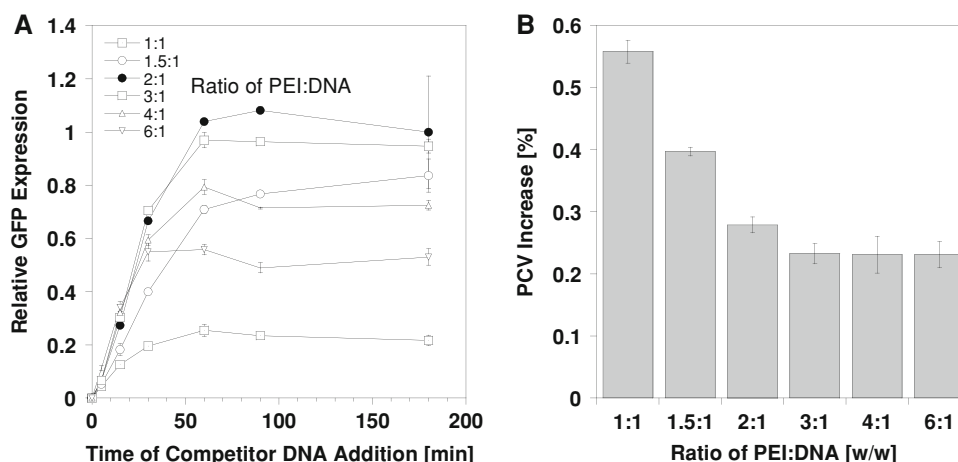 A
Relative GFP Expression
1.4
1.2
1
0.8
0.6
0.4
0.2
0
1:1
1.5:1
2:1
3:1
4:1
6:1
Ratio of PEI:DNA
0 50 100 150 200
Time of Competitor DNA Addition [min]
B
PCV Increase [%]
0.6
0.5
0.4
0.3
0.2
0.1
0
1:1 1.5:1 2:1 3:1 4:1 6:1
Ratio of PEI:DNA [w/w]